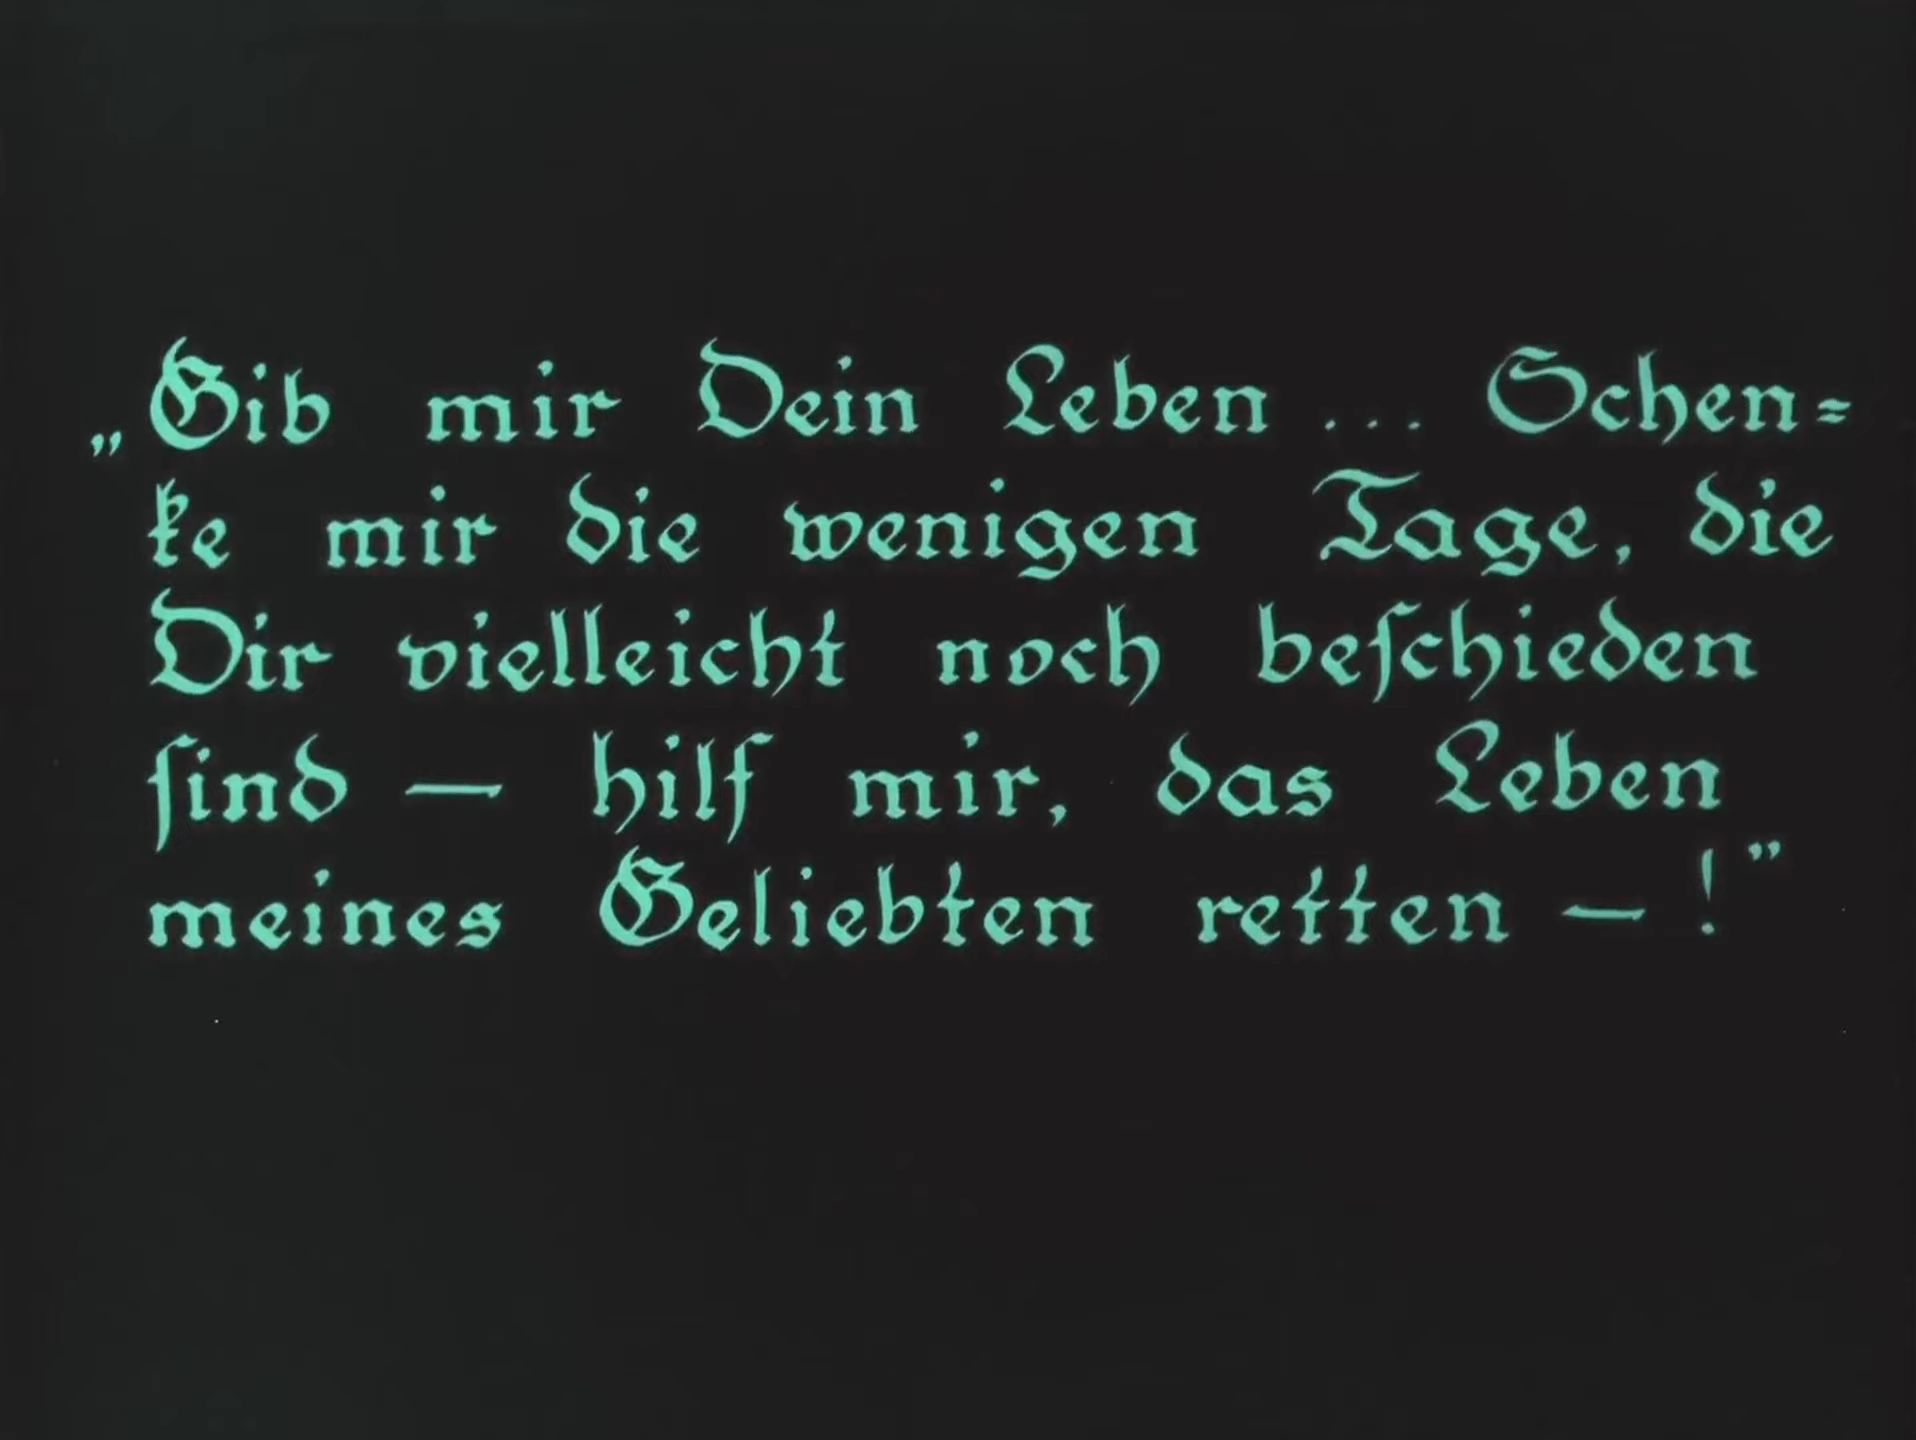 „Gib mir Dein Leben ... Schen=
ke mir die wenigen Tage, die
Dir vielleicht noch beſchieden
ſind — hilf mir, das Leben
meines Geliebten retten — !”